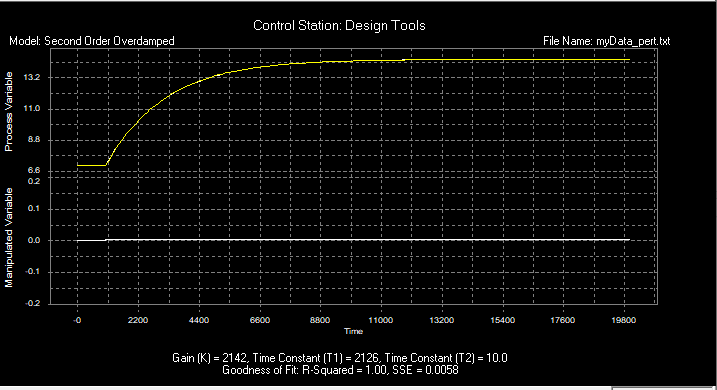 Control Station: Design Tools
Model: Second Order Overdamped
File Name: myData_pert.txt
Process Variable
13.2
11.0
8.8
6.6
Manipulated Variable
0.2
0.1
0.0
-0.1
-0.2
-0 2200 4400 6600 8800 11000 13200 15400 17600 19800
Time
Gain (K) = 2142, Time Constant (T1) = 2126, Time Constant (T2) = 10.0
Goodness of Fit: R-Squared = 1.00, SSE = 0.0058